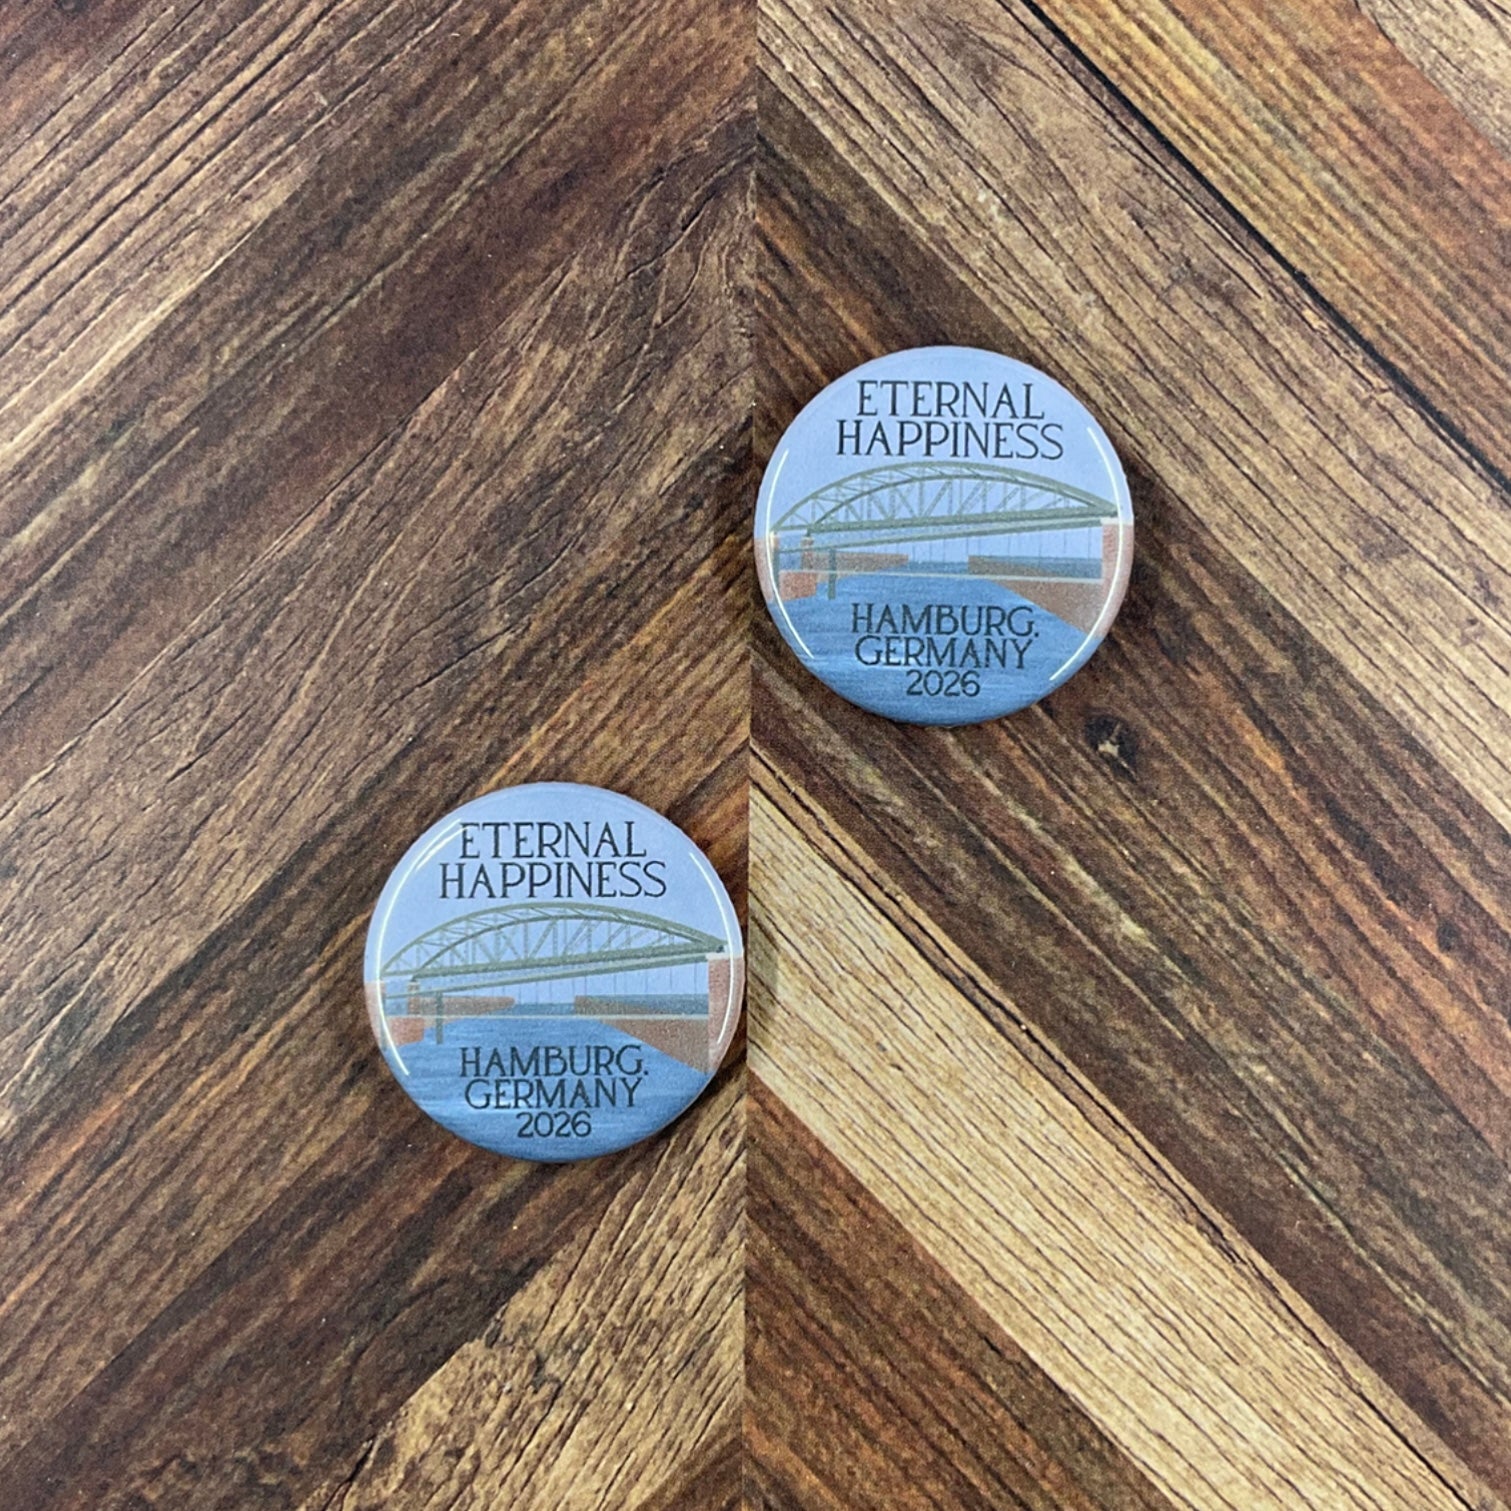 ETERNAL
HAPPINESS
HAMBURG,
GERMANY
2026
ETERNAL
HAPPINESS
HAMBURG,
GERMANY
2026